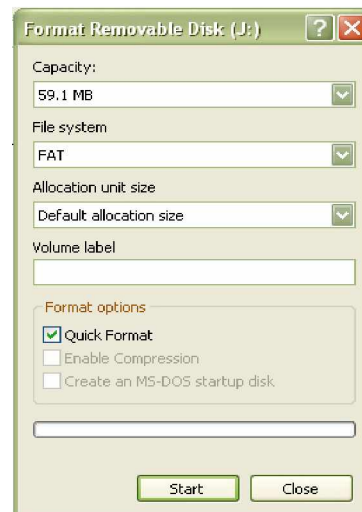 Format Removable Disk (J:)
Capacity:
59.1 MB
File system
FAT
Allocation unit size
Default allocation size
Volume label
Format options
Quick Format
Enable Compression
Create an MS-DOS startup disk
Start
Close